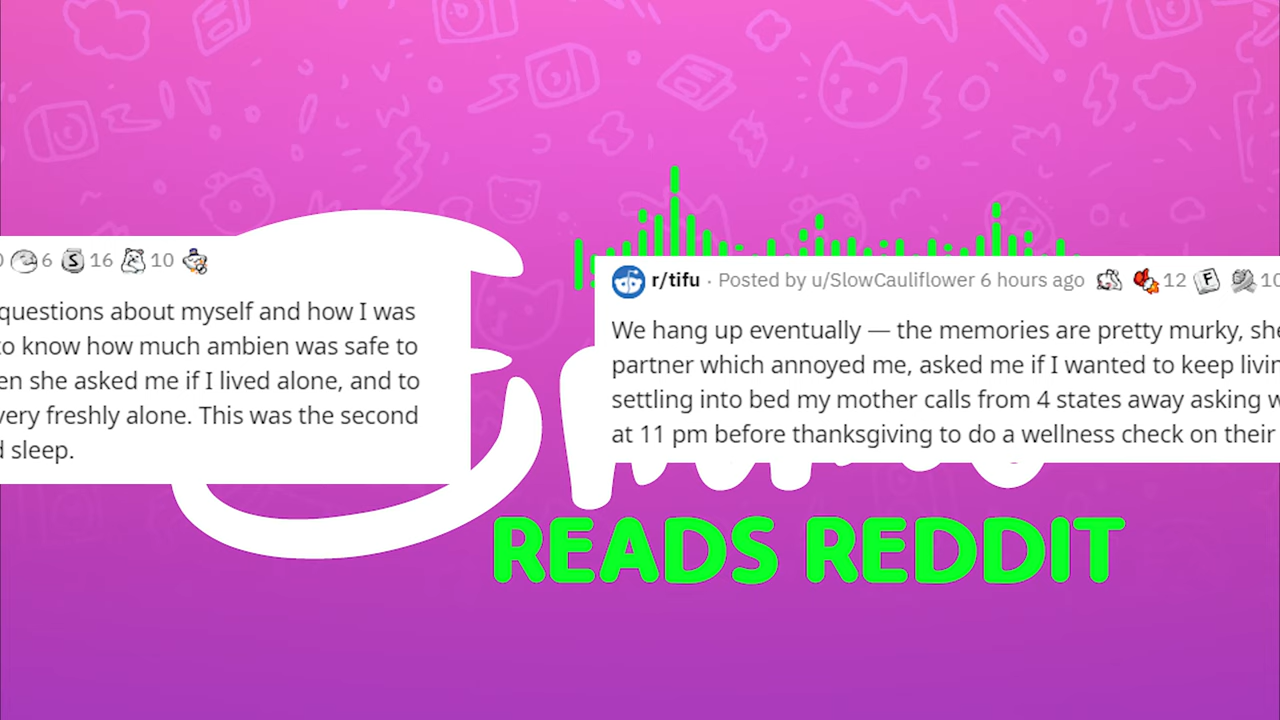 6 16 10
questions about myself and how I was
to know how much ambien was safe to
she asked me if I lived alone, and to
very freshly alone. This was the second
sleep.
r/tifu · Posted by u/SlowCauliflower 6 hours ago 12 F 10
We hang up eventually — the memories are pretty murky, she
partner which annoyed me, asked me if I wanted to keep
settling into bed my mother calls from 4 states away asking
at 11 pm before thanksgiving to do a wellness check on their
READS REDDIT